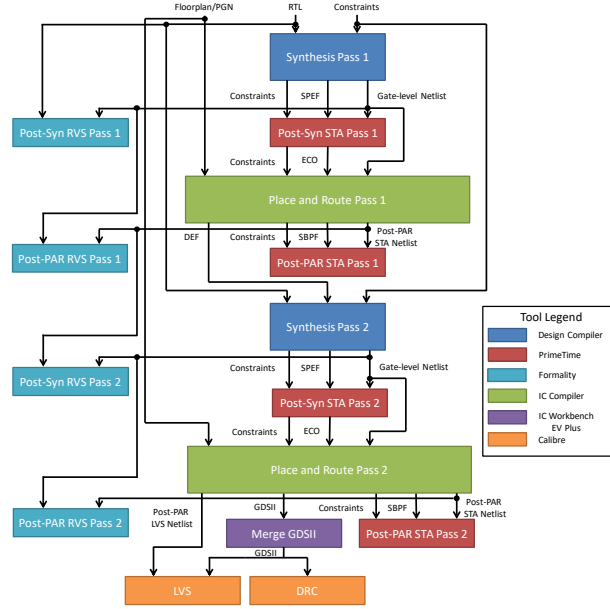 Floorplan/PGN
RTL
Constraints
Synthesis Pass 1
Constraints
SPEF
Gate-level Netlist
Post-Syn RVS Pass 1
Post-Syn STA Pass 1
Constraints
ECO
Place and Route Pass 1
DEF
Constraints
SBPF
Post-PAR
STA Netlist
Post-PAR RVS Pass 1
Post-PAR STA Pass 1
Synthesis Pass 2
Tool Legend
Design Compiler
PrimeTime
Formality
IC Compiler
IC Workbench
EV Plus
Calibre
Constraints
SPEF
Gate-level Netlist
Post-Syn RVS Pass 2
Post-Syn STA Pass 2
Constraints
ECO
Place and Route Pass 2
Post-PAR
LVS Netlist
GDSII
Constraints
SBPF
Post-PAR
STA Netlist
Post-PAR RVS Pass 2
Merge GDSII
Post-PAR STA Pass 2
GDSII
LVS
DRC